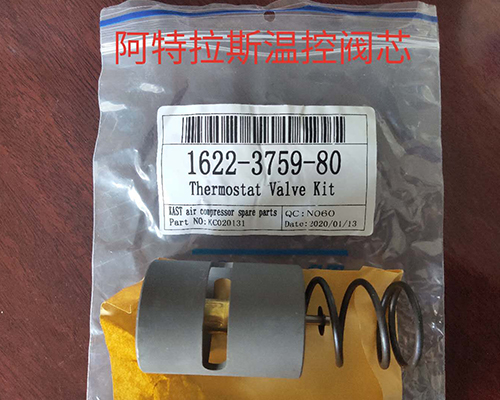 阿特拉斯温控阀芯
1622-3759-80
Thermostat Valve Kit
EAST air compressor spare parts QC:N060
Part NO:KC020131 Date:2020/01/13